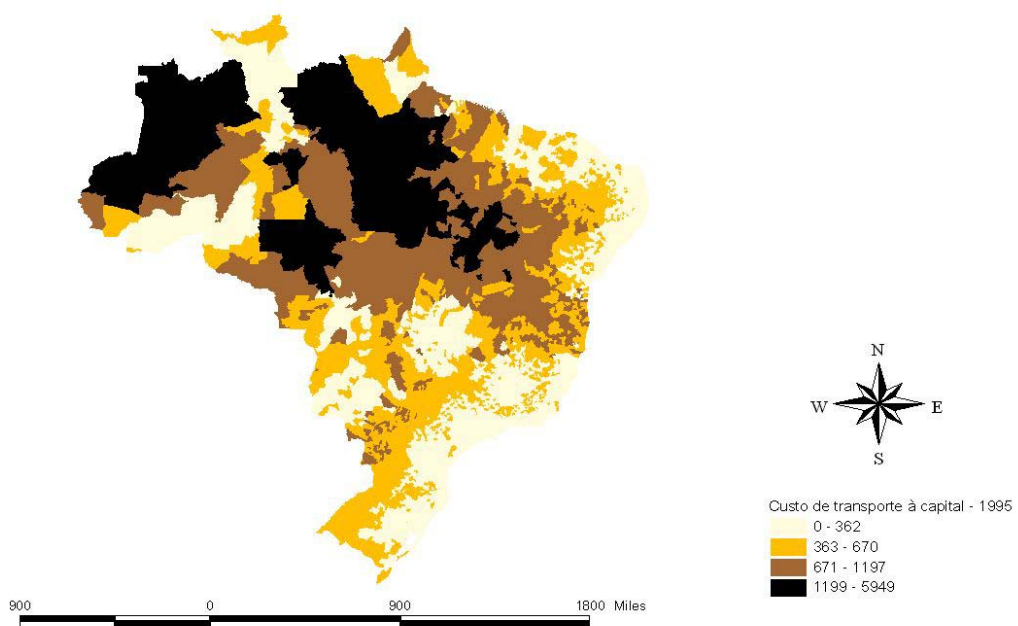 N
W E
S
Custo de transporte à capital - 1995
0 - 362
363 - 670
671 - 1197
1199 - 5949
900 0 900 1800 Miles